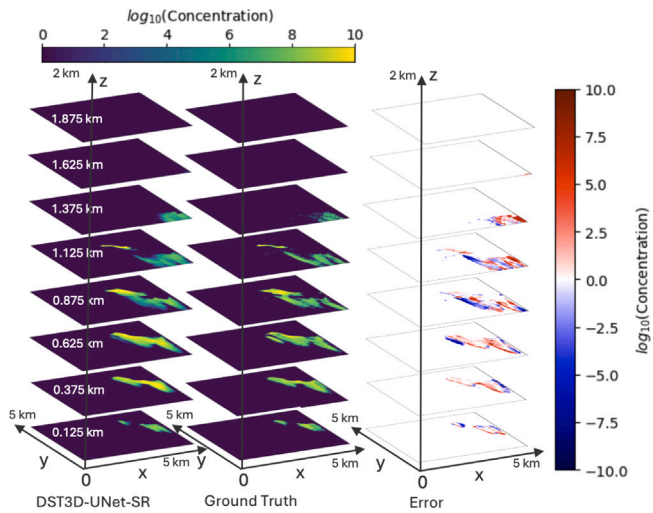 log₁₀(Concentration)
0 2 4 6 8 10
2 km z
2 km z
1.875 km
1.625 km
1.375 km
1.125 km
0.875 km
0.625 km
0.375 km
0.125 km
5 km y 0 x 5 km
5 km y 0 x 5 km
5 km y 0 x 5 km
DST3D-UNet-SR
Ground Truth
Error
10.0
7.5
5.0
2.5
0.0
−2.5
−5.0
−7.5
−10.0
log₁₀(Concentration)